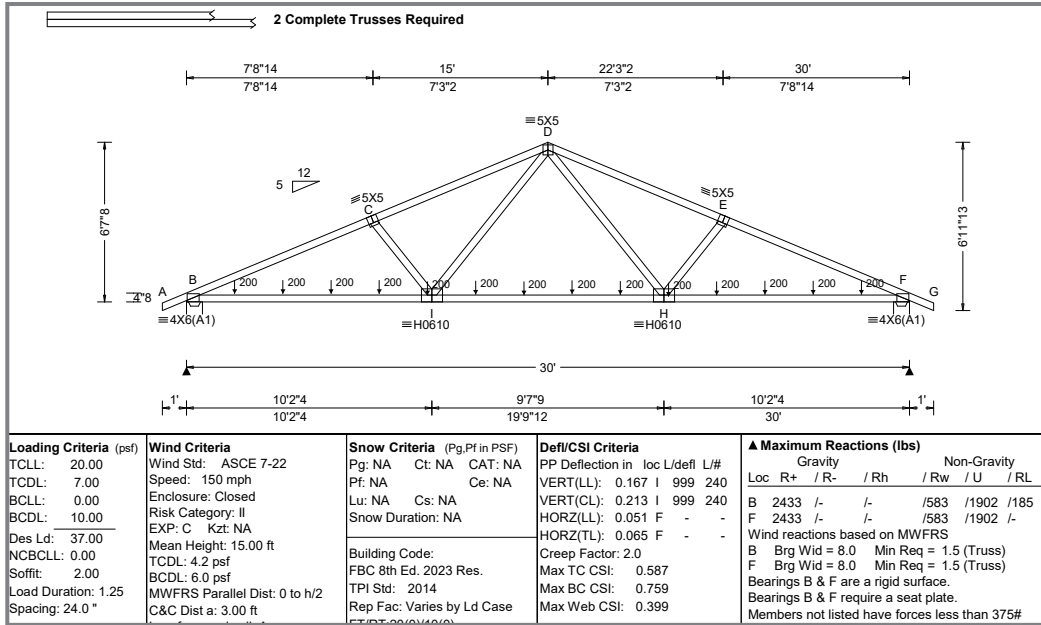 2 Complete Trusses Required
7'8"14 15' 22'3"2 30'
7'8"14 7'3"2 7'3"2 7'8"14
≡5X5
D
12
5
⫽5X5
C
≡5X5
E
6'7"8
6'11"13
A B 200 200 200 200 200 200 200 200 200 200 200 200 200 200 F G
4"8
≡4X6(A1)
I
≡H0610
H
≡H0610
≡4X6(A1)
30'
1' 10'2"4 9'7"9 10'2"4 1'
10'2"4 19'9"12 30'
Loading Criteria (psf)
TCLL: 20.00
TCDL: 7.00
BCLL: 0.00
BCDL: 10.00
Des Ld: 37.00
NCBCLL: 0.00
Soffit: 2.00
Load Duration: 1.25
Spacing: 24.0 "
Wind Criteria
Wind Std: ASCE 7-22
Speed: 150 mph
Enclosure: Closed
Risk Category: II
EXP: C Kzt: NA
Mean Height: 15.00 ft
TCDL: 4.2 psf
BCDL: 6.0 psf
MWFRS Parallel Dist: 0 to h/2
C&C Dist a: 3.00 ft
Snow Criteria (Pg,Pf in PSF)
Pg: NA Ct: NA CAT: NA
Pf: NA Ce: NA
Lu: NA Cs: NA
Snow Duration: NA
Building Code:
FBC 8th Ed. 2023 Res.
TPI Std: 2014
Rep Fac: Varies by Ld Case
Defl/CSI Criteria
PP Deflection in loc L/defl L/#
VERT(LL): 0.167 I 999 240
VERT(CL): 0.213 I 999 240
HORZ(LL): 0.051 F - -
HORZ(TL): 0.065 F - -
Creep Factor: 2.0
Max TC CSI: 0.587
Max BC CSI: 0.759
Max Web CSI: 0.399
▲Maximum Reactions (lbs)
Gravity Non-Gravity
Loc R+ / R- / Rh / Rw / U / RL
B 2433 /- /- /583 /1902 /185
F 2433 /- /- /583 /1902 /-
Wind reactions based on MWFRS
B Brg Wid = 8.0 Min Req = 1.5 (Truss)
F Brg Wid = 8.0 Min Req = 1.5 (Truss)
Bearings B & F are a rigid surface.
Bearings B & F require a seat plate.
Members not listed have forces less than 375#